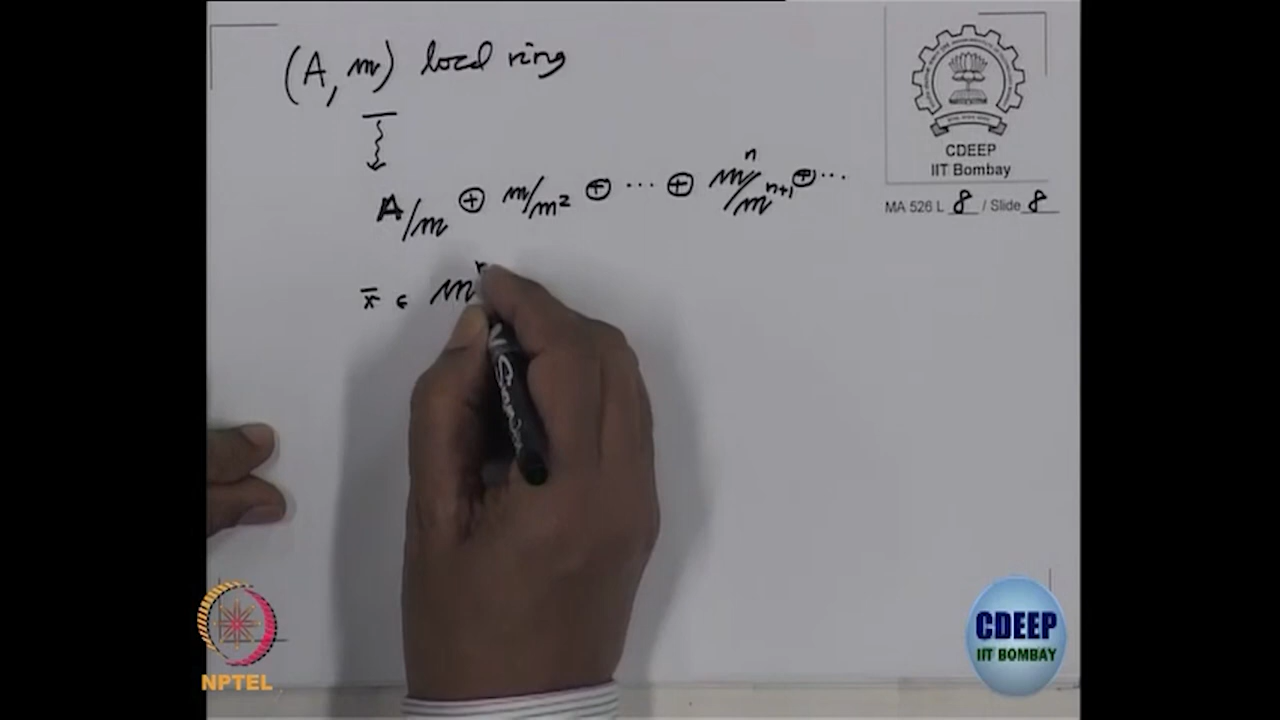 (A, m) local ring
A/m ⊕ m/m² ⊕ ··· ⊕ mⁿ/mⁿ⁺¹ ⊕ ···
x̄ ∈ m
CDEEP
IIT Bombay
MA 526 L 8 / Slide 8
NPTEL
CDEEP
IIT BOMBAY